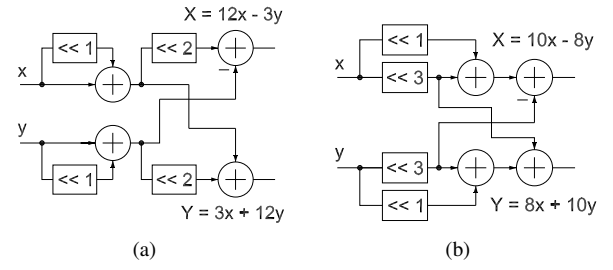 X = 12x - 3y
<< 1
<< 2
x
y
<< 1
<< 2
Y = 3x + 12y
(a)
<< 1
X = 10x - 8y
x
<< 3
y
<< 3
<< 1
Y = 8x + 10y
(b)